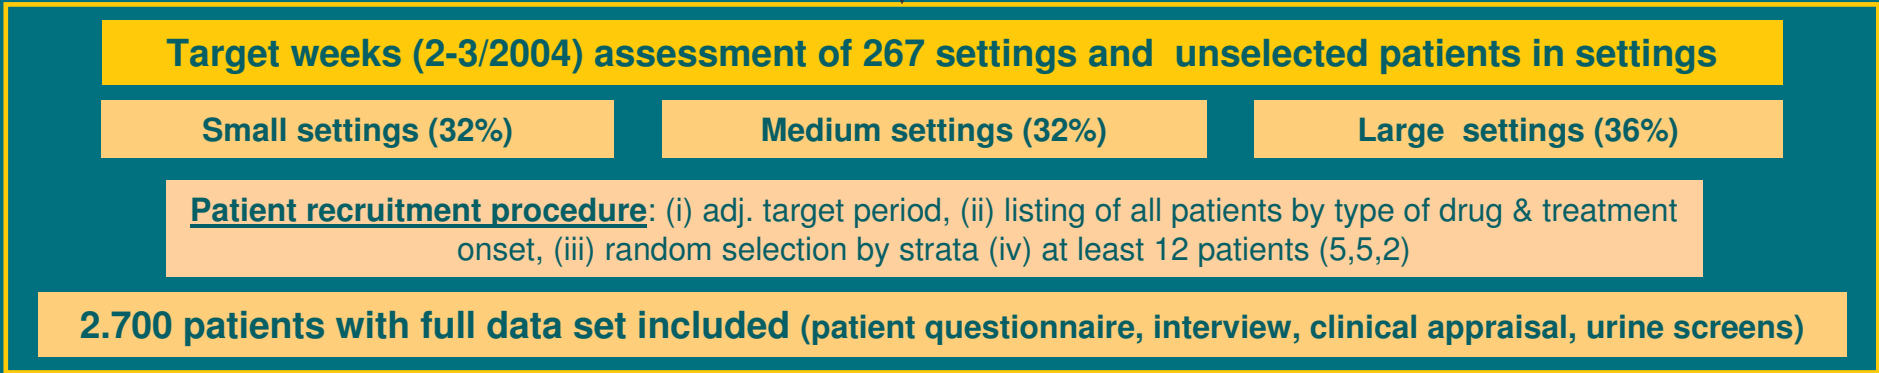 Target weeks (2-3/2004) assessment of 267 settings and unselected patients in settings
Small settings (32%)
Medium settings (32%)
Large settings (36%)
Patient recruitment procedure: (i) adj. target period, (ii) listing of all patients by type of drug & treatment
onset, (iii) random selection by strata (iv) at least 12 patients (5,5,2)
2.700 patients with full data set included (patient questionnaire, interview, clinical appraisal, urine screens)